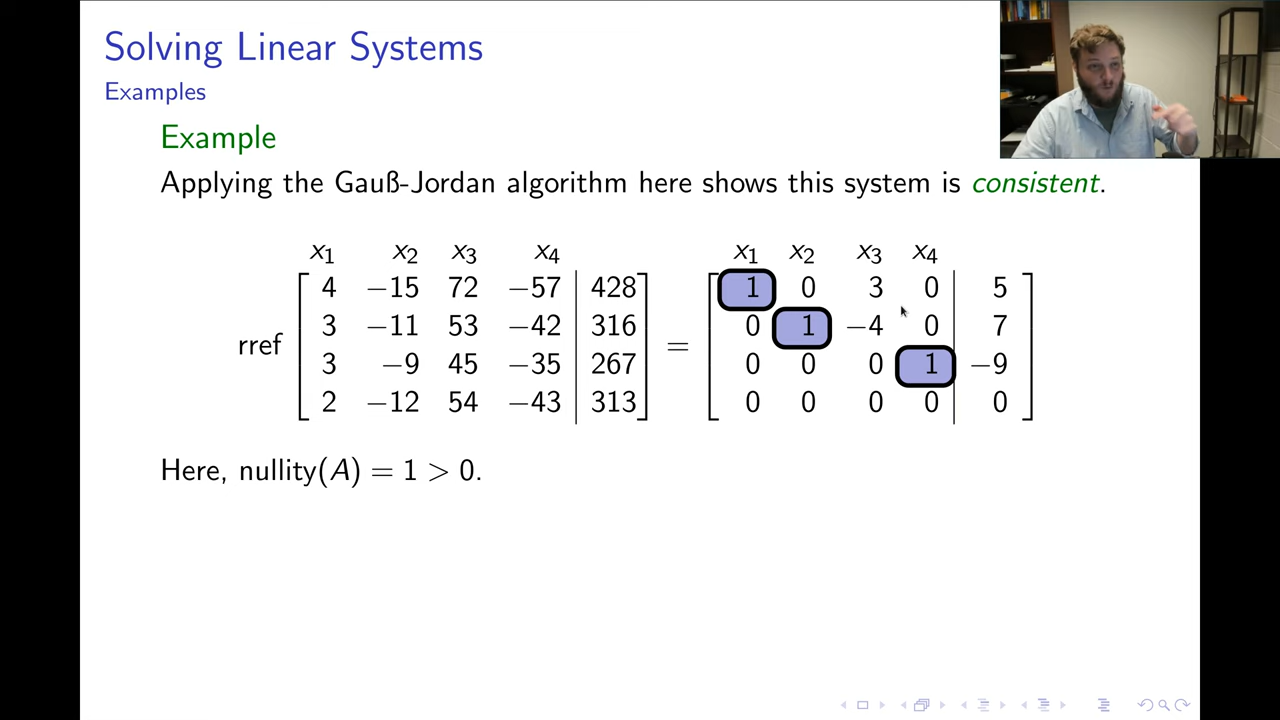 Solving Linear Systems
Examples
Example
Applying the Gauß-Jordan algorithm here shows this system is consistent.
x1 x2 x3 x4 x1 x2 x3 x4
4 −15 72 −57 428 1 0 3 0 5
3 −11 53 −42 316 0 1 −4 0 7
rref =
3 −9 45 −35 267 0 0 0 1 −9
2 −12 54 −43 313 0 0 0 0 0
Here, nullity(A) = 1 > 0.